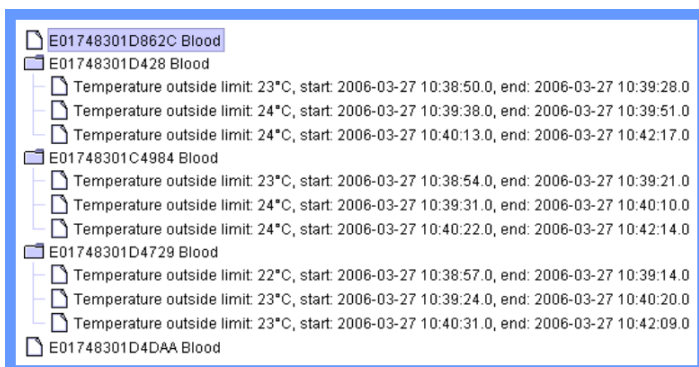 E01748301D862C Blood
E01748301D428 Blood
Temperature outside limit: 23°C, start: 2006-03-27 10:38:50.0, end: 2006-03-27 10:39:28.0
Temperature outside limit: 24°C, start: 2006-03-27 10:39:38.0, end: 2006-03-27 10:39:51.0
Temperature outside limit: 24°C, start: 2006-03-27 10:40:13.0, end: 2006-03-27 10:42:17.0
E01748301C4984 Blood
Temperature outside limit: 23°C, start: 2006-03-27 10:38:54.0, end: 2006-03-27 10:39:21.0
Temperature outside limit: 24°C, start: 2006-03-27 10:39:31.0, end: 2006-03-27 10:40:10.0
Temperature outside limit: 24°C, start: 2006-03-27 10:40:22.0, end: 2006-03-27 10:42:14.0
E01748301D4729 Blood
Temperature outside limit: 22°C, start: 2006-03-27 10:38:57.0, end: 2006-03-27 10:39:14.0
Temperature outside limit: 23°C, start: 2006-03-27 10:39:24.0, end: 2006-03-27 10:40:20.0
Temperature outside limit: 23°C, start: 2006-03-27 10:40:31.0, end: 2006-03-27 10:42:09.0
E01748301D4DAA Blood